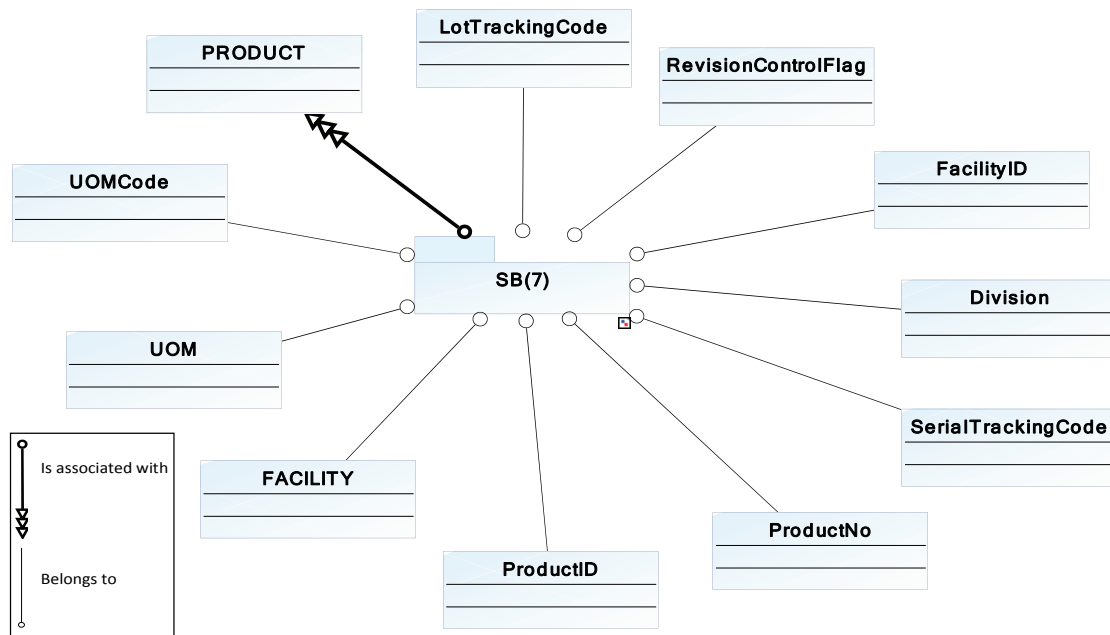 LotTrackingCode
PRODUCT
RevisionControlFlag
UOMCode
FacilityID
SB(7)
Division
UOM
SerialTrackingCode
FACILITY
ProductNo
ProductID
Is associated with
Belongs to